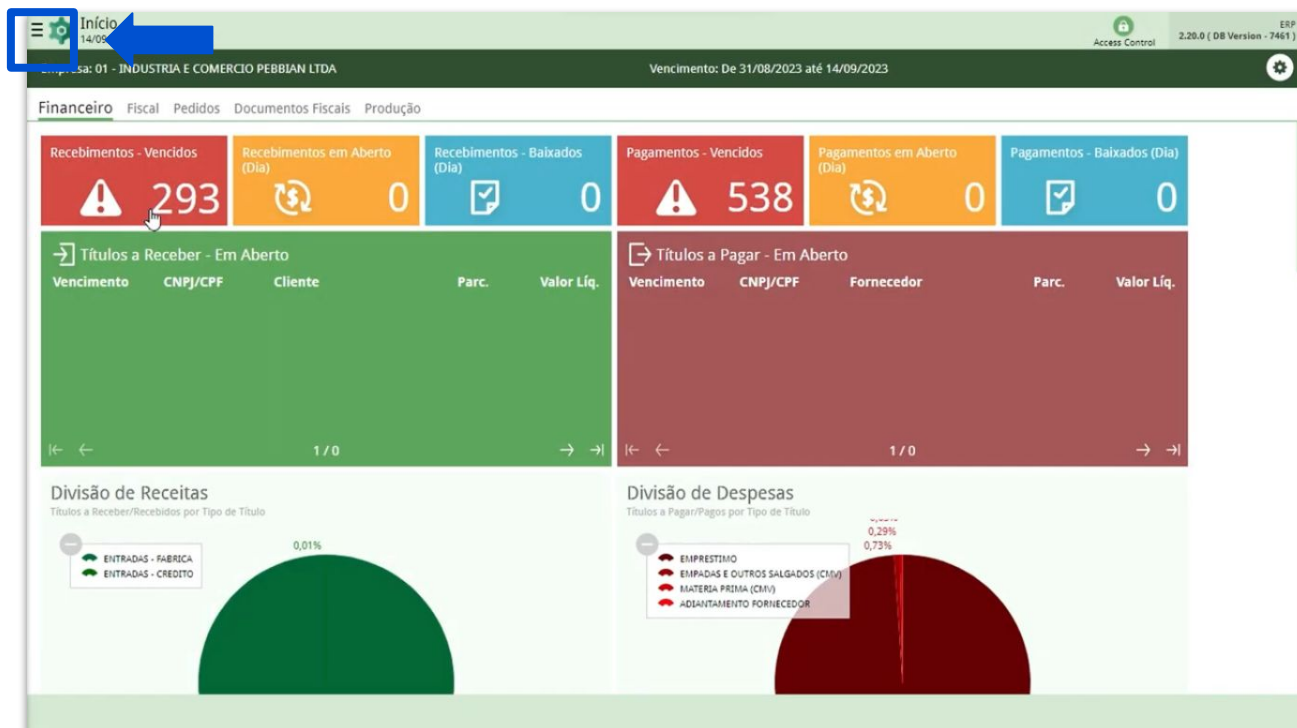 Início
14/09
Access Control
ERP
2.20.0 ( DB Version - 7461 )
Empresa: 01 - INDUSTRIA E COMERCIO PEBBIAN LTDA
Vencimento: De 31/08/2023 até 14/09/2023
Financeiro Fiscal Pedidos Documentos Fiscais Produção
Recebimentos - Vencidos
293
Recebimentos em Aberto
(Dia)
0
Recebimentos - Baixados
(Dia)
0
Pagamentos - Vencidos
538
Pagamentos em Aberto
(Dia)
0
Pagamentos - Baixados (Dia)
0
Títulos a Receber - Em Aberto
Vencimento CNPJ/CPF Cliente Parc. Valor Líq.
1 / 0
Títulos a Pagar - Em Aberto
Vencimento CNPJ/CPF Fornecedor Parc. Valor Líq.
1 / 0
Divisão de Receitas
Títulos a Receber/Recebidos por Tipo de Título
ENTRADAS - FABRICA
ENTRADAS - CREDITO
0,01%
Divisão de Despesas
Títulos a Pagar/Pagos por Tipo de Título
0,29%
0,73%
EMPRESTIMO
EMPADAS E OUTROS SALGADOS (CMV)
MATERIA PRIMA (CMV)
ADIANTAMENTO FORNECEDOR